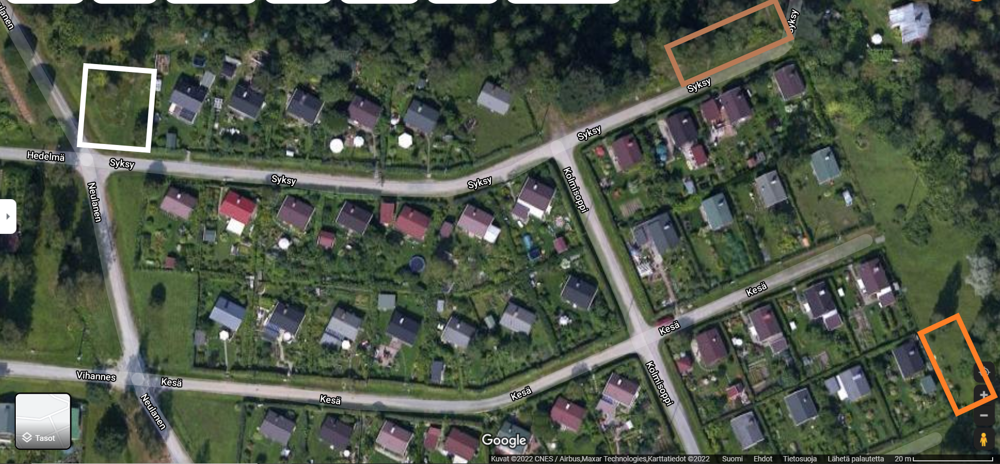 Neulanen
Syksy
Syksy
Syksy
Hedelmä
Syksy
Syksy
Syksy
Kolmisoppi
Neulanen
Kesä
Kesä
Kolmisoppi
Vihannes
Kesä
Kesä
Kesä
Neulanen
Tasot
Google
Kuvat ©2022 CNES / Airbus,Maxar Technologies,Karttatiedot ©2022 Suomi Ehdot Tietosuoja Lähetä palautetta 20 m